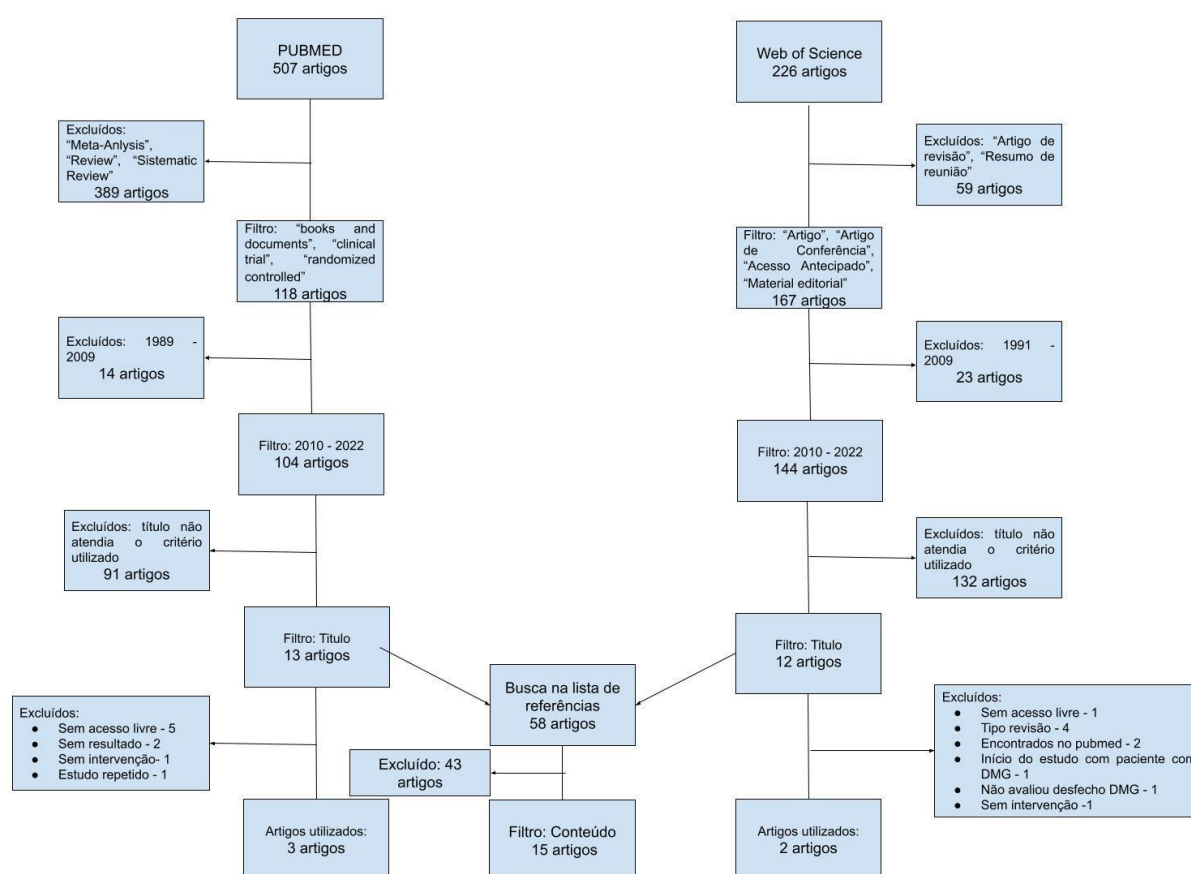 PUBMED
507 artigos
Web of Science
226 artigos
Excluídos:
“Meta-Anlysis”,
“Review”, “Sistematic
Review”
389 artigos
Excluídos: “Artigo de
revisão”, “Resumo de
reunião”
59 artigos
Filtro: “books and
documents”, “clinical
trial”, “randomized
controlled”
118 artigos
Filtro: “Artigo”, “Artigo
de Conferência”,
“Acesso Antecipado”,
“Material editorial”
167 artigos
Excluídos: 1989 -
2009
14 artigos
Excluídos: 1991 -
2009
23 artigos
Filtro: 2010 - 2022
104 artigos
Filtro: 2010 - 2022
144 artigos
Excluídos: título não
atendia o critério
utilizado
91 artigos
Excluídos: título não
atendia o critério
utilizado
132 artigos
Filtro: Titulo
13 artigos
Filtro: Titulo
12 artigos
Busca na lista de
referências
58 artigos
Excluídos:
● Sem acesso livre - 5
● Sem resultado - 2
● Sem intervenção- 1
● Estudo repetido - 1
Excluído: 43
artigos
Excluídos:
● Sem acesso livre - 1
● Tipo revisão - 4
● Encontrados no pubmed - 2
● Início do estudo com paciente com
DMG - 1
● Não avaliou desfecho DMG - 1
● Sem intervenção -1
Artigos utilizados:
3 artigos
Filtro: Conteúdo
15 artigos
Artigos utilizados:
2 artigos